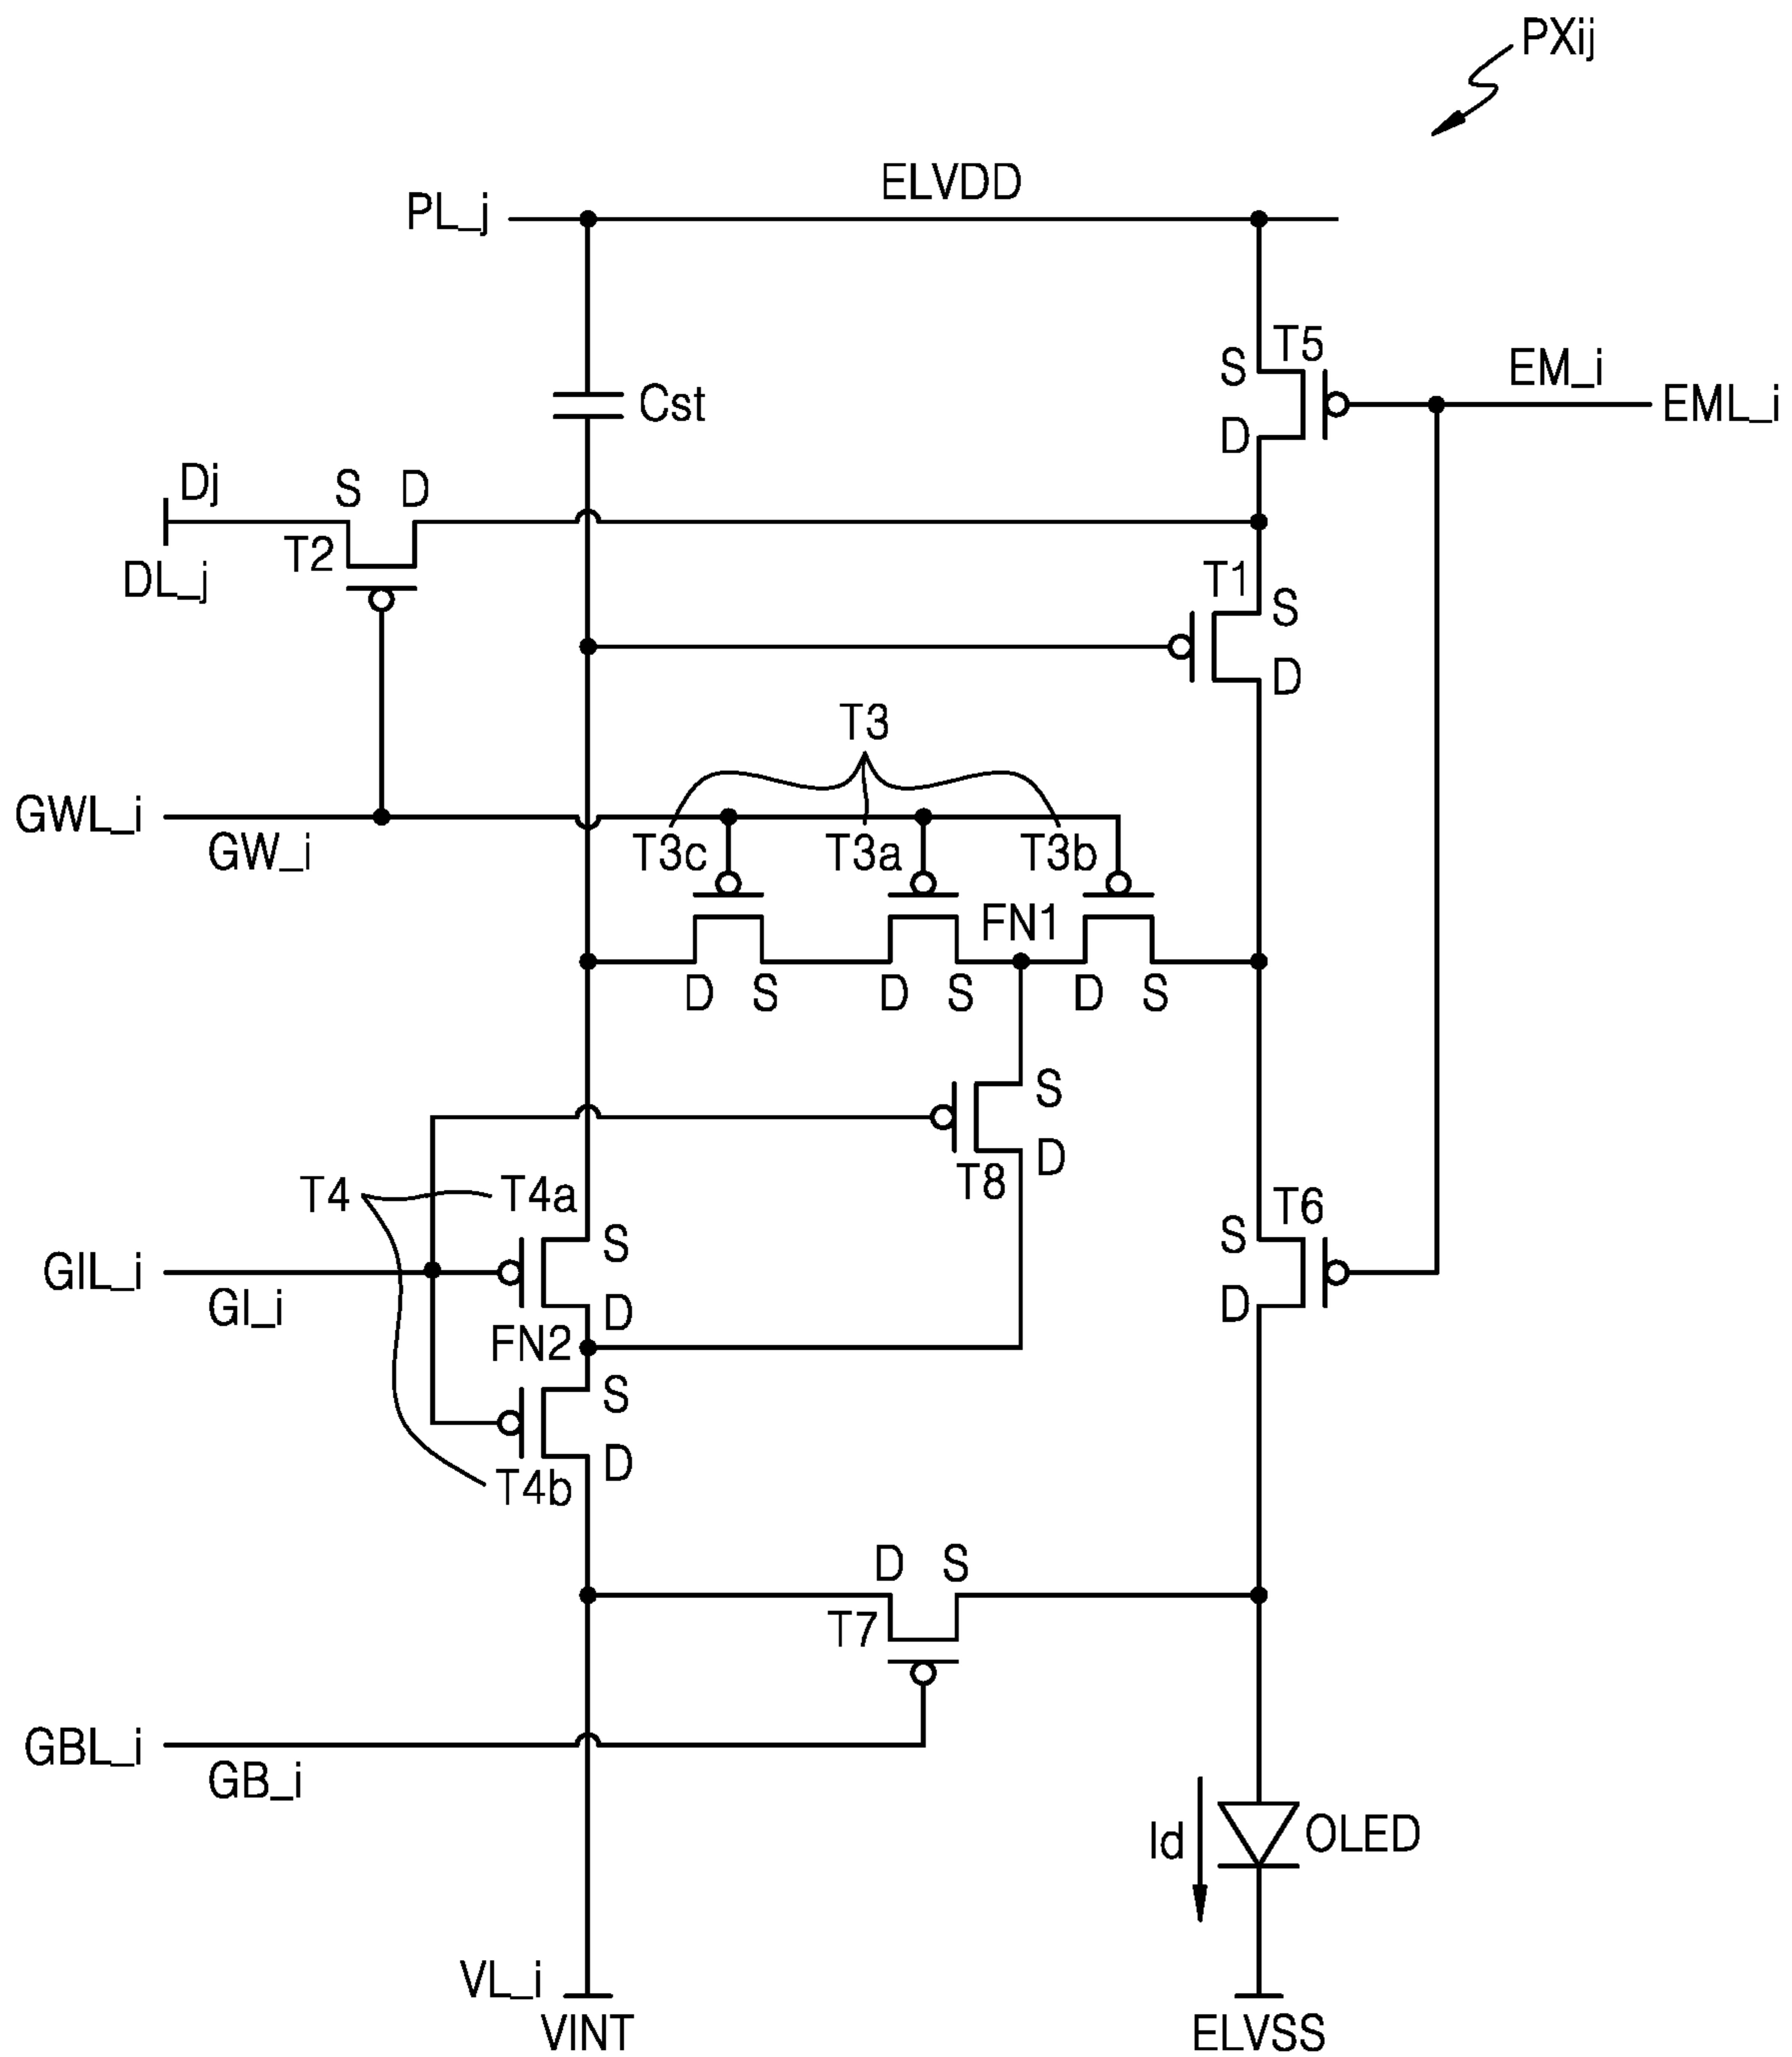 PXij
ELVDD
PL_j
T5
S
EM_i
EML_i
Cst
D
Dj
S
D
T2
DL_j
T1
S
D
T3
GWL_i
GW_i
T3c
T3a
T3b
FN1
D
S
D
S
D
S
S
D
T8
T4
T4a
T6
S
S
GIL_i
GI_i
D
D
FN2
S
D
T4b
D
S
T7
GBL_i
GB_i
Id
OLED
VL_i
VINT
ELVSS